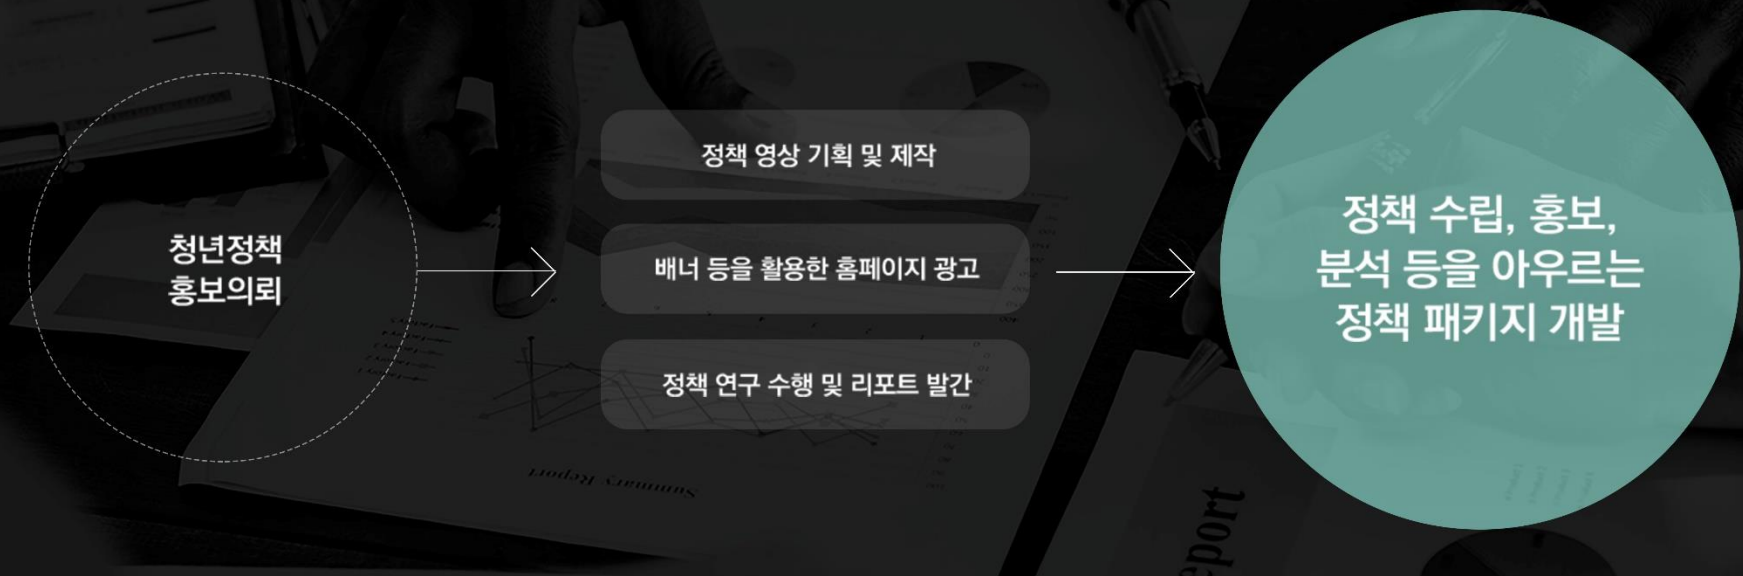 청년정책
홍보의뢰
정책 영상 기획 및 제작
배너 등을 활용한 홈페이지 광고
정책 연구 수행 및 리포트 발간
정책 수립, 홍보,
분석 등을 아우르는
정책 패키지 개발
Summary Report
eport